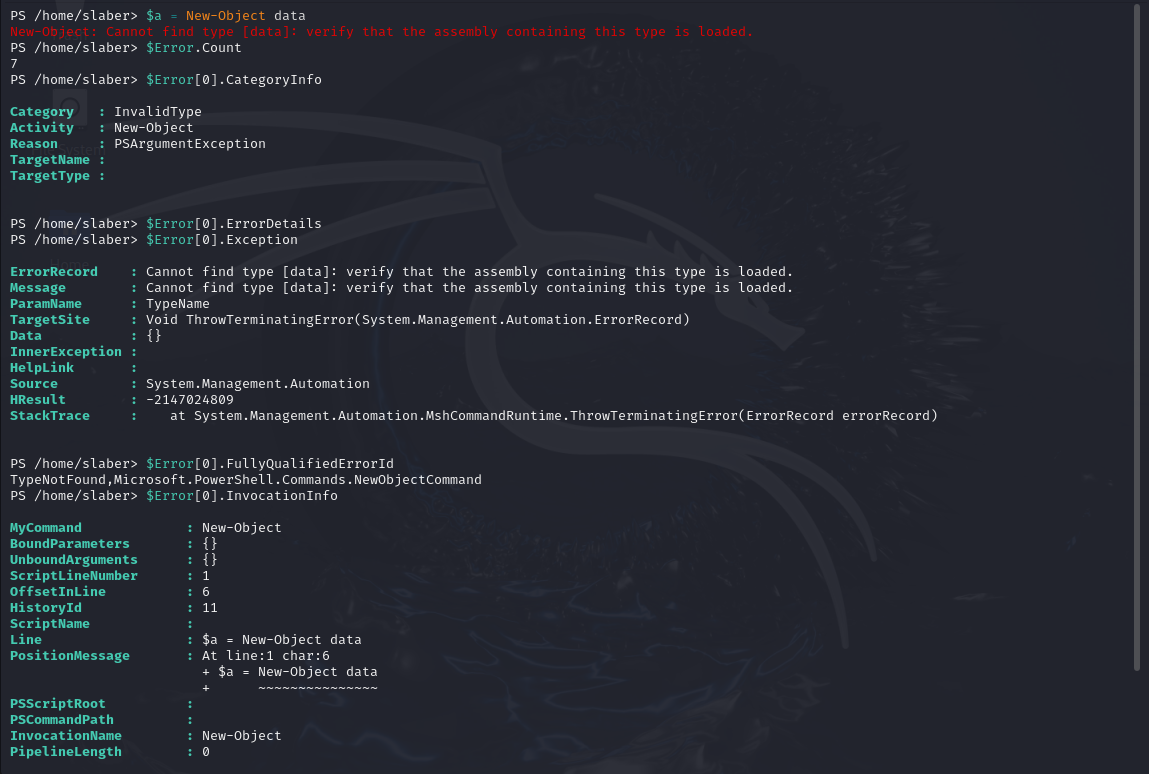 PS /home/slaber> $a = New-Object data
New-Object: Cannot find type [data]: verify that the assembly containing this type is loaded.
PS /home/slaber> $Error.Count
7
PS /home/slaber> $Error[0].CategoryInfo
Category   : InvalidType
Activity   : New-Object
Reason     : PSArgumentException
TargetName :
TargetType :
PS /home/slaber> $Error[0].ErrorDetails
PS /home/slaber> $Error[0].Exception
ErrorRecord    : Cannot find type [data]: verify that the assembly containing this type is loaded.
Message        : Cannot find type [data]: verify that the assembly containing this type is loaded.
ParamName      : TypeName
TargetSite     : Void ThrowTerminatingError(System.Management.Automation.ErrorRecord)
Data           : {}
InnerException :
HelpLink       :
Source         : System.Management.Automation
HResult        : -2147024809
StackTrace     :    at System.Management.Automation.MshCommandRuntime.ThrowTerminatingError(ErrorRecord errorRecord)
PS /home/slaber> $Error[0].FullyQualifiedErrorId
TypeNotFound,Microsoft.PowerShell.Commands.NewObjectCommand
PS /home/slaber> $Error[0].InvocationInfo
MyCommand             : New-Object
BoundParameters       : {}
UnboundArguments      : {}
ScriptLineNumber      : 1
OffsetInLine          : 6
HistoryId             : 11
ScriptName            :
Line                  : $a = New-Object data
PositionMessage       : At line:1 char:6
                        + $a = New-Object data
                        +      ~~~~~~~~~~~~~~~
PSScriptRoot          :
PSCommandPath         :
InvocationName        : New-Object
PipelineLength        : 0